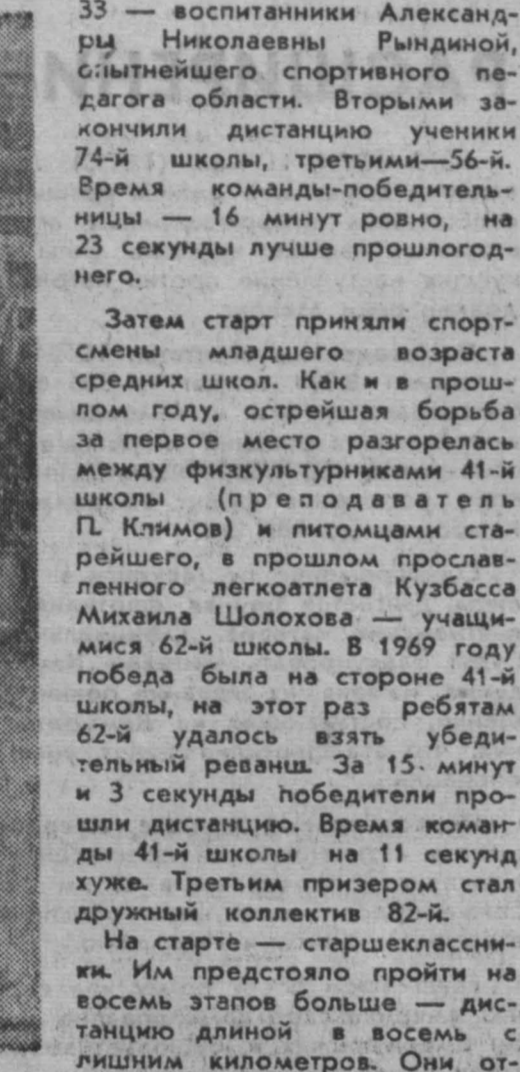 33 — воспитанники Александ-
ры Николаевны Рындиной,
опытнейшего спортивного пе-
дагога области. Вторыми за-
кончили дистанцию ученики
74-й школы, третьими—56-й.
Время команды-победитель-
ницы — 16 минут ровно, на
23 секунды лучше прошлогод-
него.
Затем старт приняли спорт-
смены младшего возраста
средних школ. Как и в прош-
лом году, острейшая борьба
за первое место разгорелась
между физкультурниками 41-й
школы (преподаватель
П. Климов) и питомцами ста-
рейшего, в прошлом прослав-
ленного легкоатлета Кузбасса
Михаила Шолохова — учащи-
мися 62-й школы. В 1969 году
победа была на стороне 41-й
школы, на этот раз ребятам
62-й удалось взять убеди-
тельный реванш. За 15 минут
и 3 секунды победители про-
шли дистанцию. Время коман-
ды 41-й школы на 11 секунд
хуже. Третьим призером стал
дружный коллектив 82-й.
На старте — старшеклассни-
ки. Им предстояло пройти на
восемь этапов больше — дис-
танцию длиной в восемь с
лишним километров. Они от-